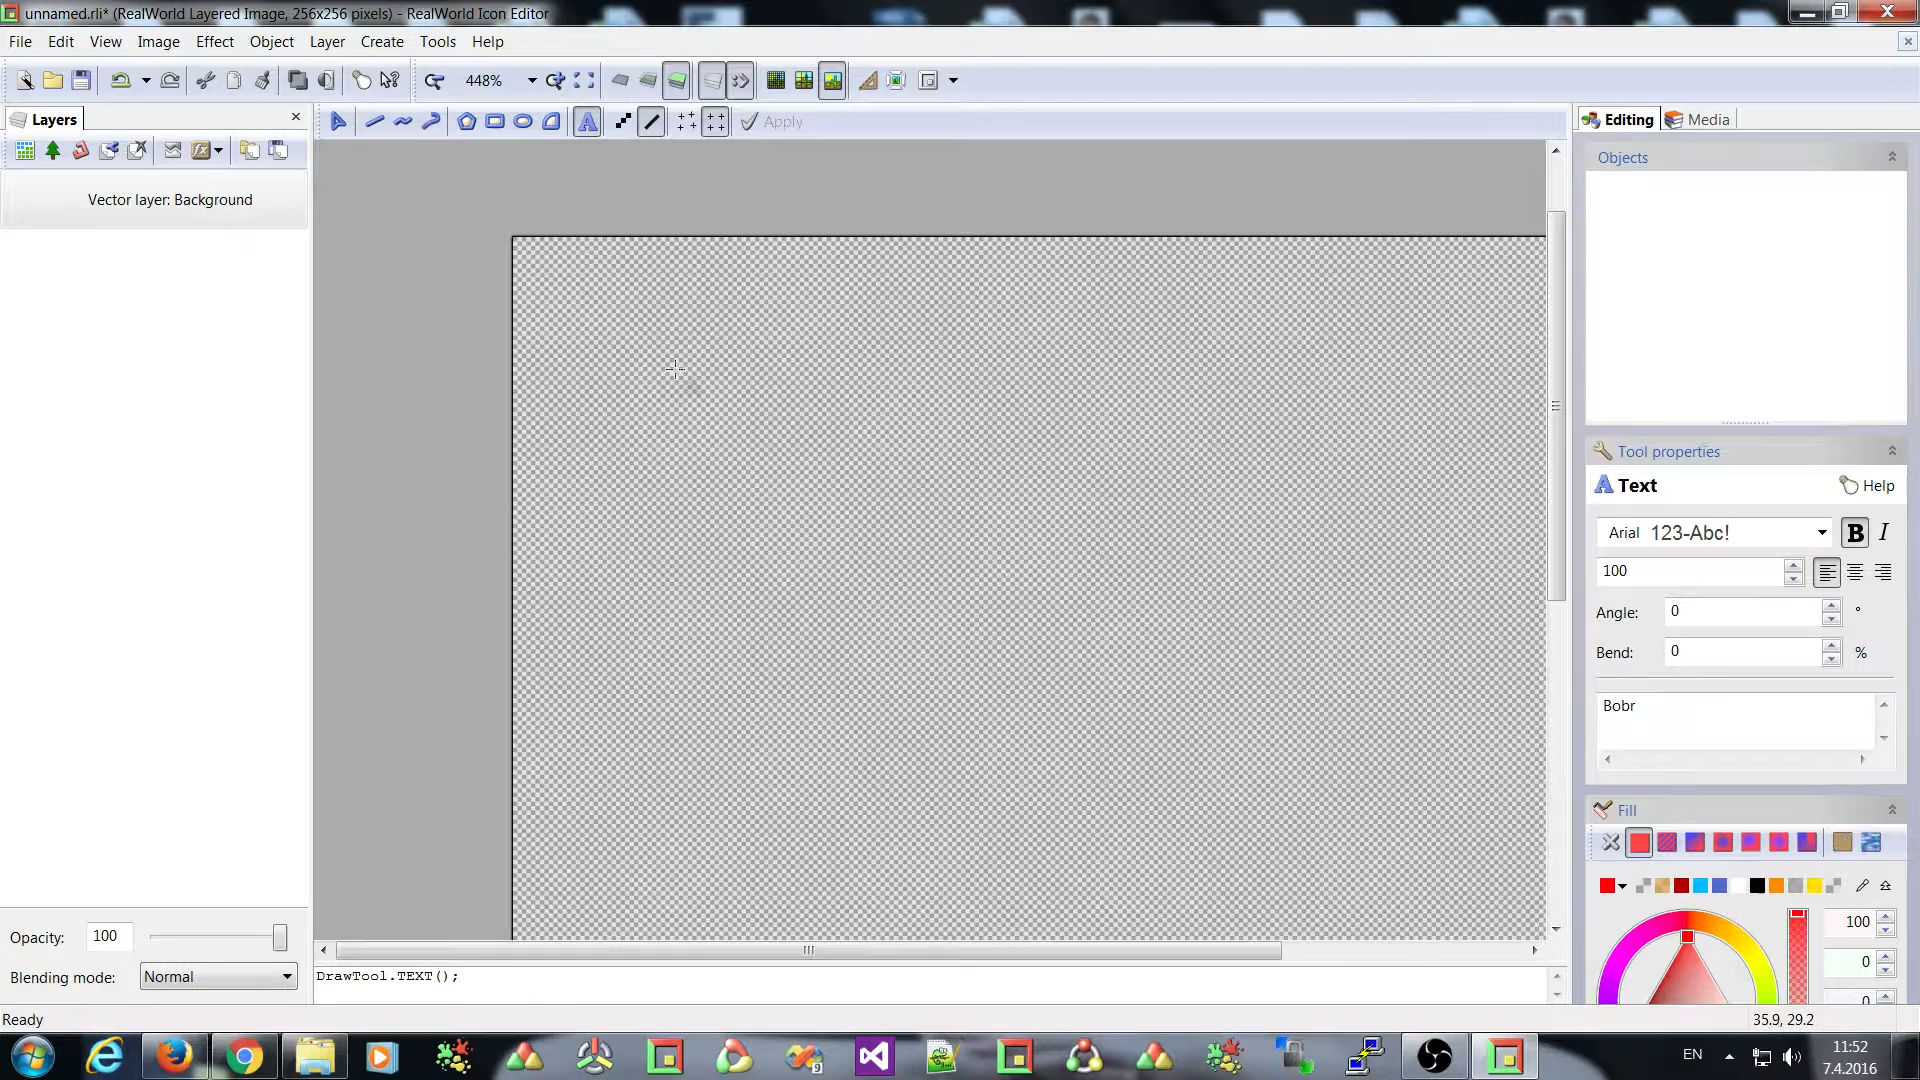 unnamed.rli* (RealWorld Layered Image, 256x256 pixels) - RealWorld Icon Editor
File Edit View Image Effect Object Layer Create Tools Help
448%
Layers
Apply
Editing Media
Vector layer: Background
Objects
Tool properties
A Text Help
Arial 123-Abc! B I
100
Angle: 0 °
Bend: 0 %
Bobr
Fill
100
0
0
Opacity: 100
Blending mode: Normal
DrawTool.TEXT();
Ready
35.9, 29.2
EN
11:52
7.4.2016